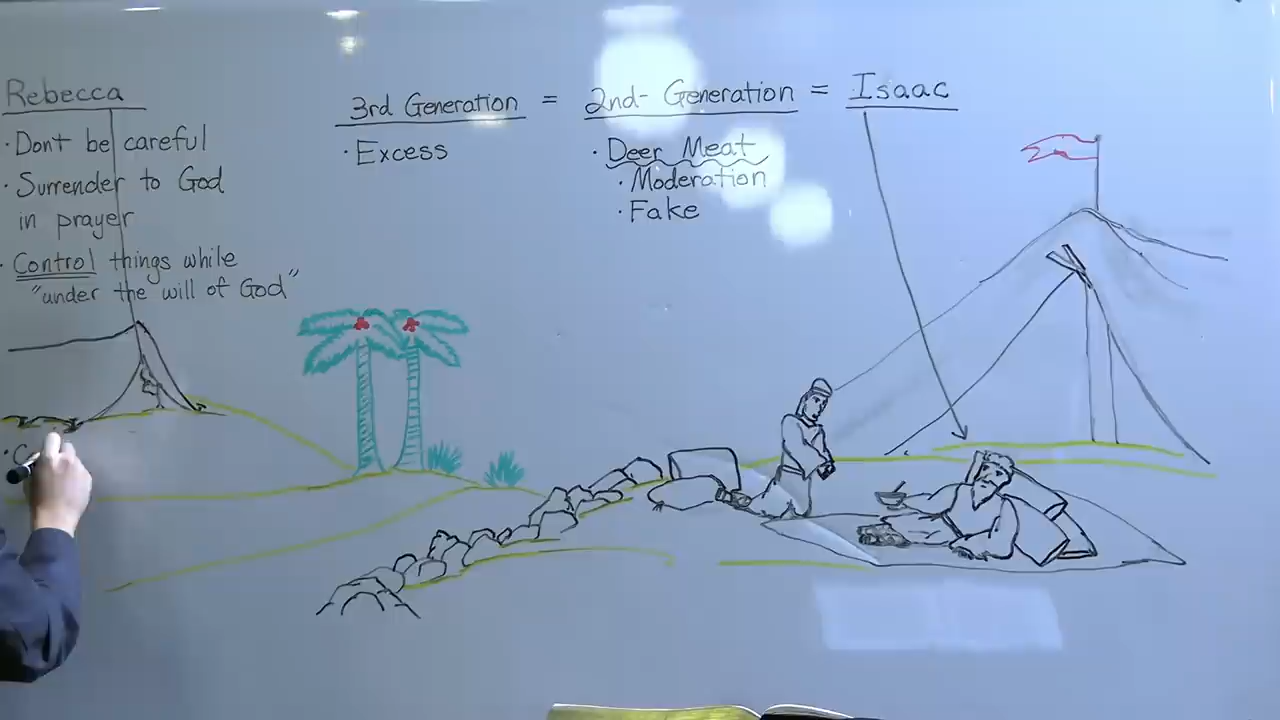 Rebecca
· Dont be careful
· Surrender to God
in prayer
· Control things while
"under the will of God"
· C
3rd Generation = 2nd- Generation = Isaac
· Excess
· Deer Meat
· Moderation
· Fake